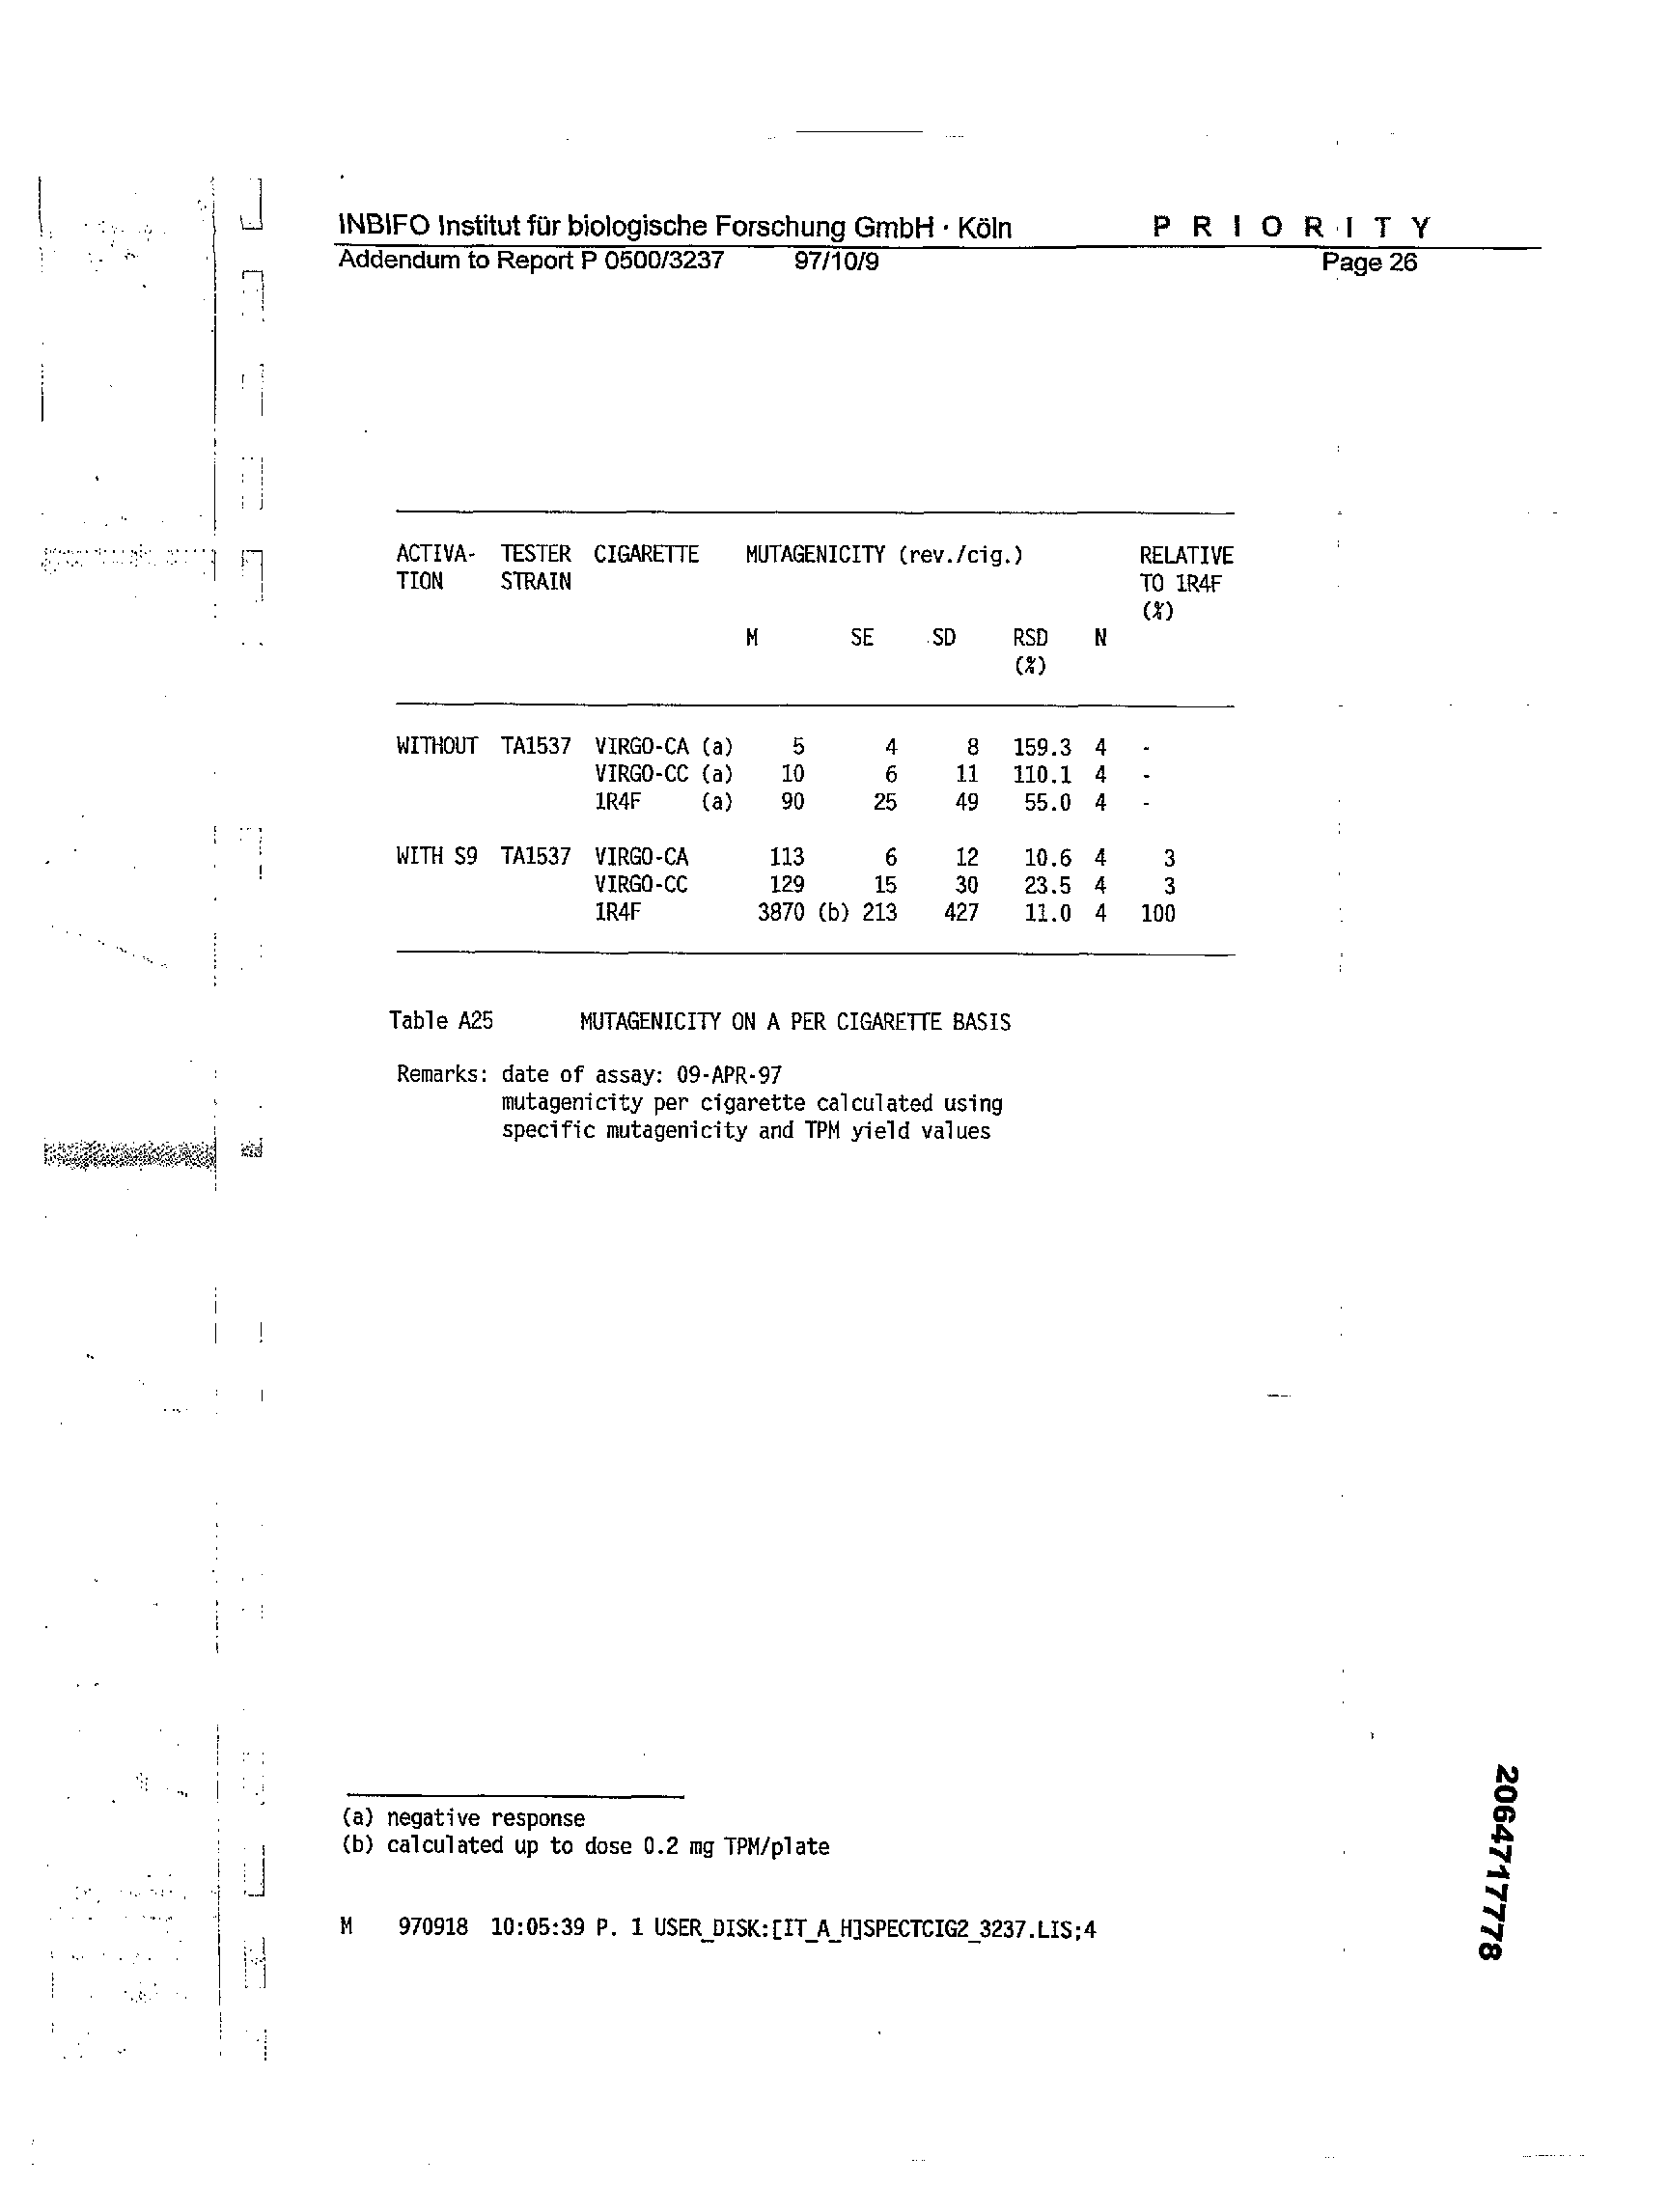 INBIFO Institut für biologische Forschung GmbH · Köln P R I O R I T Y
Addendum to Report P 0500/3237 97/10/9 Page 26
ACTIVA- TESTER CIGARETTE MUTAGENICITY (rev./cig.) RELATIVE
TION STRAIN TO 1R4F
(%)
M SE SD RSD N
(%)
WITHOUT TA1537 VIRGO-CA (a) 5 4 8 159.3 4 -
VIRGO-CC (a) 10 6 11 110.1 4 -
1R4F (a) 90 25 49 55.0 4 -
WITH S9 TA1537 VIRGO-CA 113 6 12 10.6 4 3
VIRGO-CC 129 15 30 23.5 4 3
1R4F 3870 (b) 213 427 11.0 4 100
Table A25 MUTAGENICITY ON A PER CIGARETTE BASIS
Remarks: date of assay: 09-APR-97
mutagenicity per cigarette calculated using
specific mutagenicity and TPM yield values
(a) negative response
(b) calculated up to dose 0.2 mg TPM/plate
M 970918 10:05:39 P. 1 USER_DISK:[IT_A_H]SPECTCIG2_3237.LIS;4
2064717778